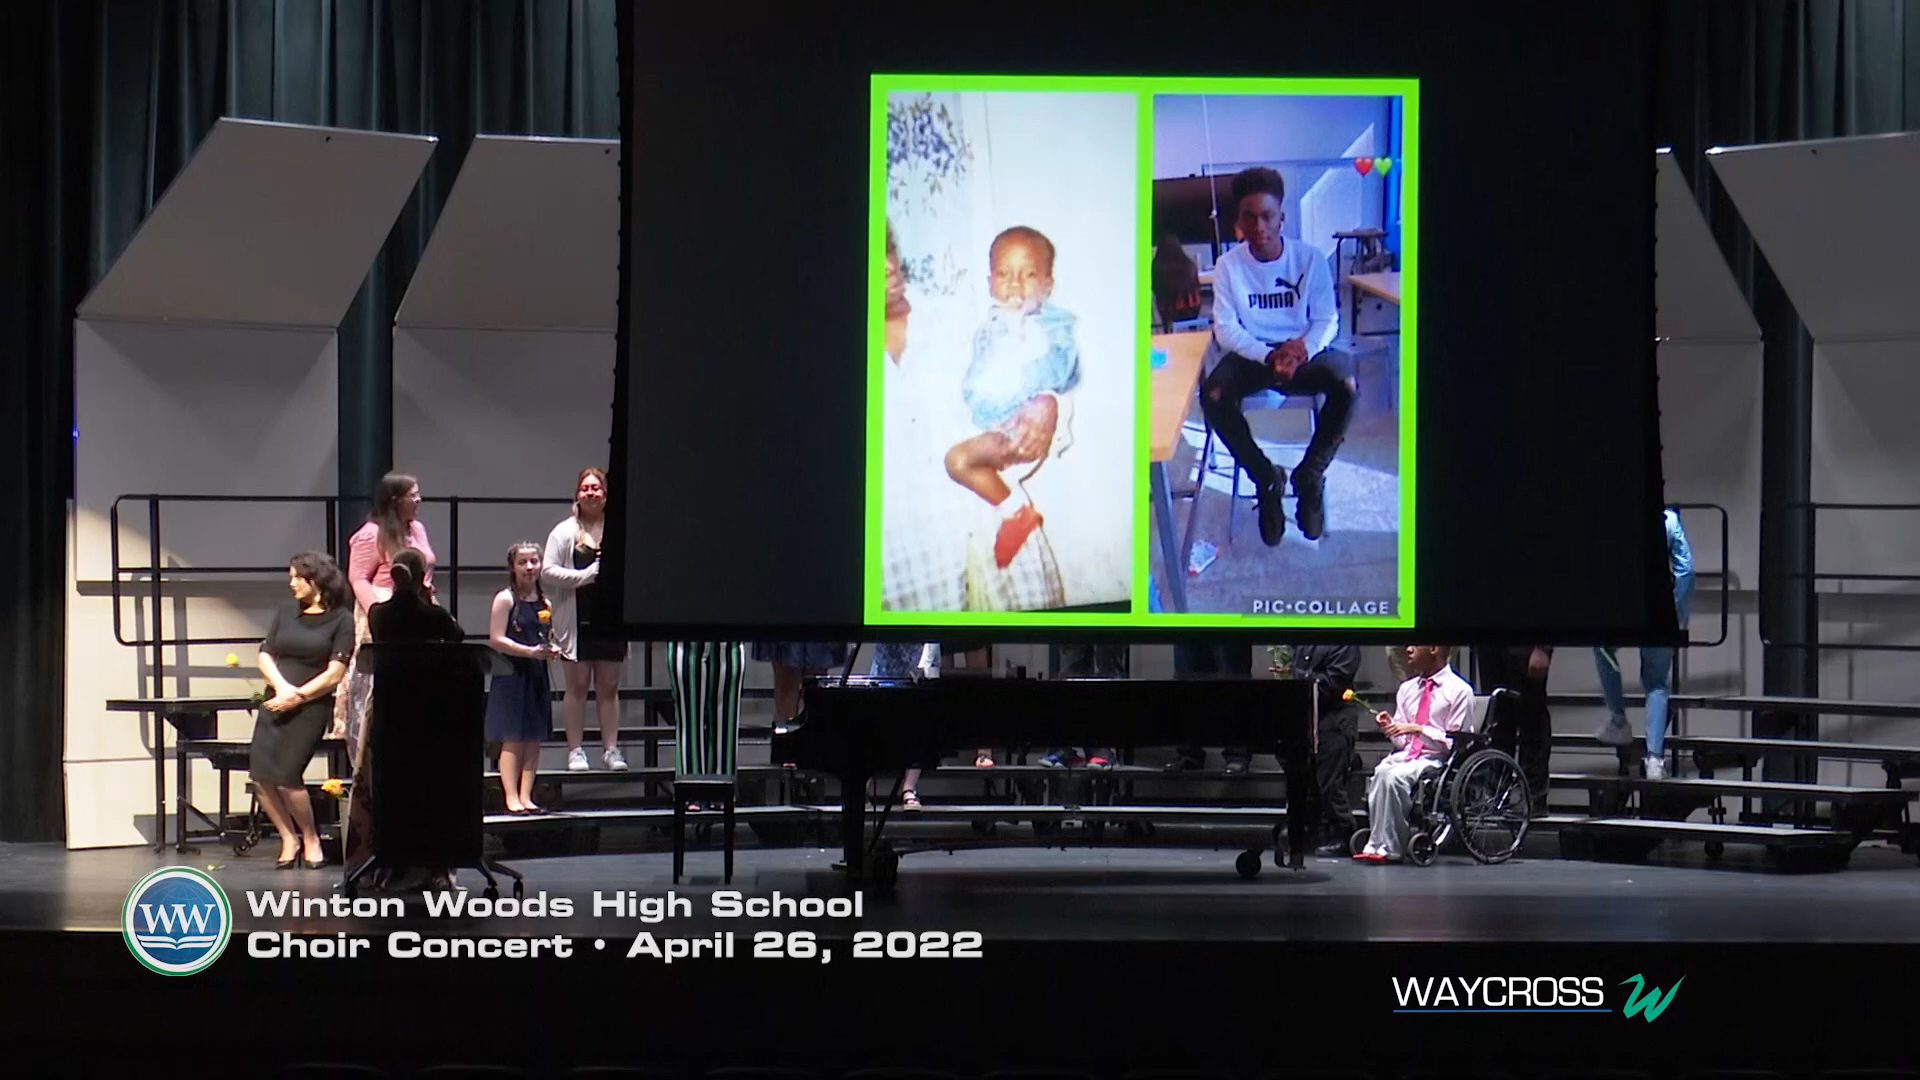 PUMA
PIC•COLLAGE
WW
Winton Woods High School
Choir Concert • April 26, 2022
WAYCROSS W